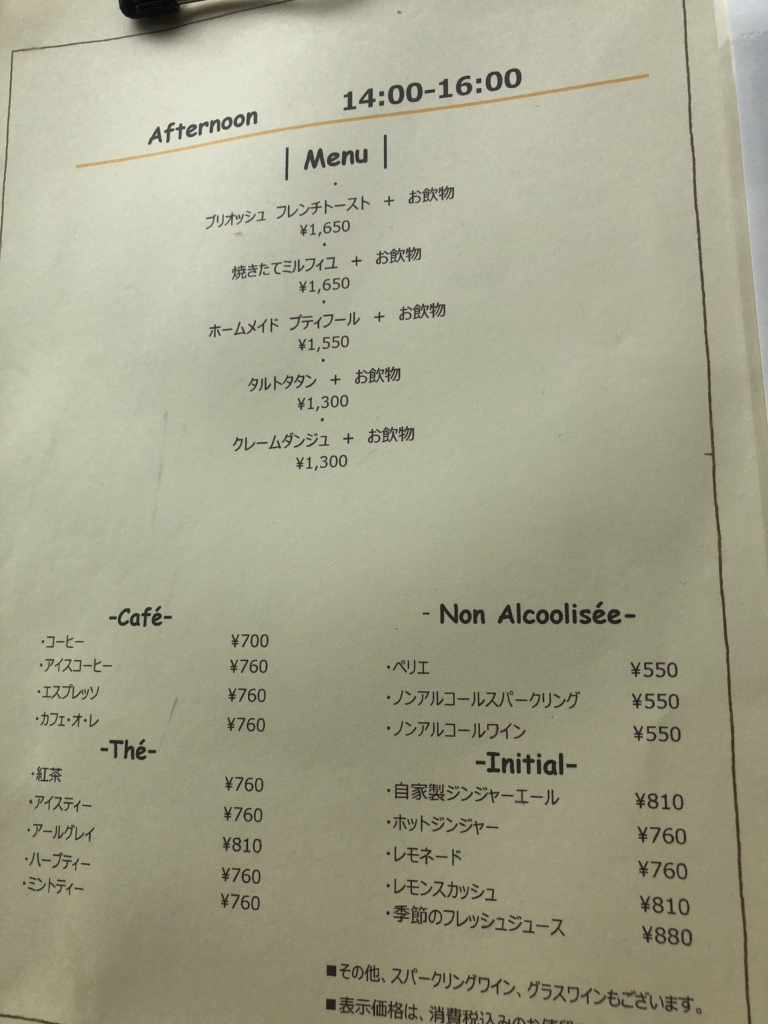 Afternoon 14:00-16:00
| Menu |
・
ブリオッシュ フレンチトースト + お飲物
¥1,650
・
焼きたてミルフィユ + お飲物
¥1,650
・
ホームメイド プティフール + お飲物
¥1,550
・
タルトタタン + お飲物
¥1,300
・
クレームダンジュ + お飲物
¥1,300
-Café-
・コーヒー ¥700
・アイスコーヒー ¥760
・エスプレッソ ¥760
・カフェ・オ・レ ¥760
-Thé-
・紅茶 ¥760
・アイスティー ¥760
・アールグレイ ¥810
・ハーブティー ¥760
・ミントティー ¥760
- Non Alcoolisée-
・ペリエ ¥550
・ノンアルコールスパークリング ¥550
・ノンアルコールワイン ¥550
-Initial-
・自家製ジンジャーエール ¥810
・ホットジンジャー ¥760
・レモネード ¥760
・レモンスカッシュ ¥810
・季節のフレッシュジュース ¥880
■その他、スパークリングワイン、グラスワインもございます。
■表示価格は、消費税込みのお値段